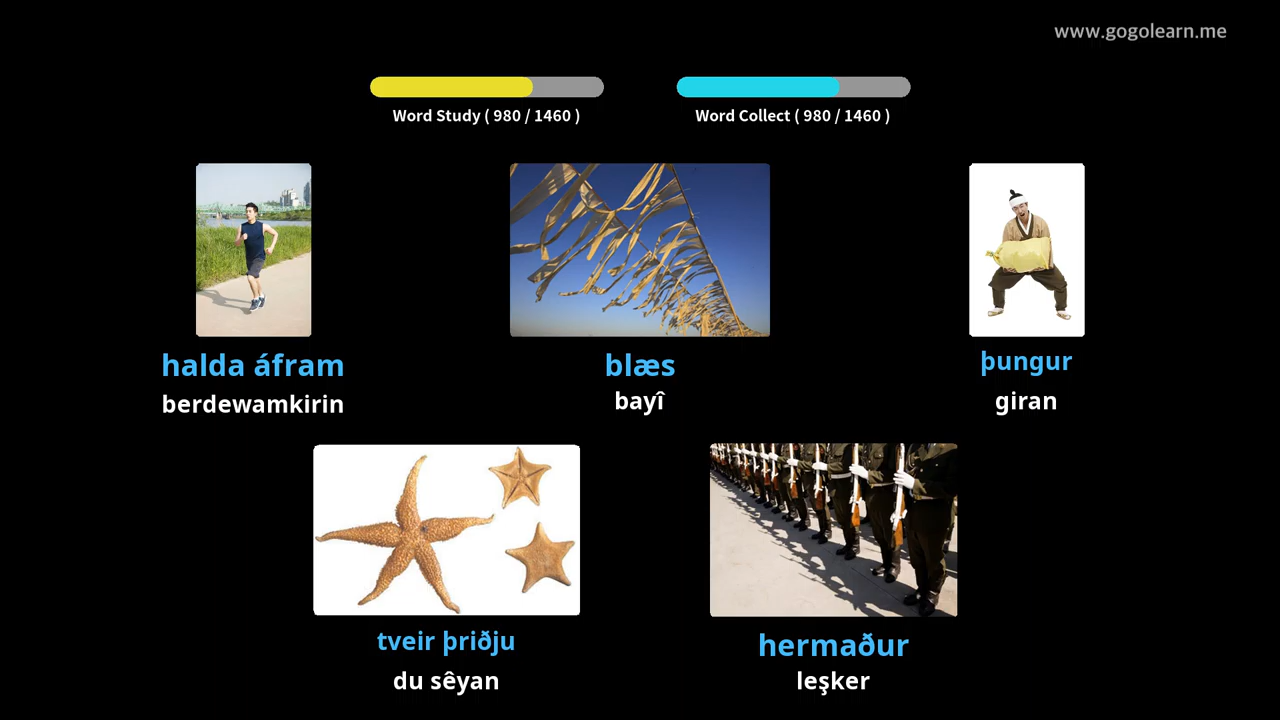 www.gogolearn.me
Word Study ( 980 / 1460 )
Word Collect ( 980 / 1460 )
halda áfram
berdewamkirin
blæs
bayî
þungur
giran
tveir þriðju
du sêyan
hermaður
leşker